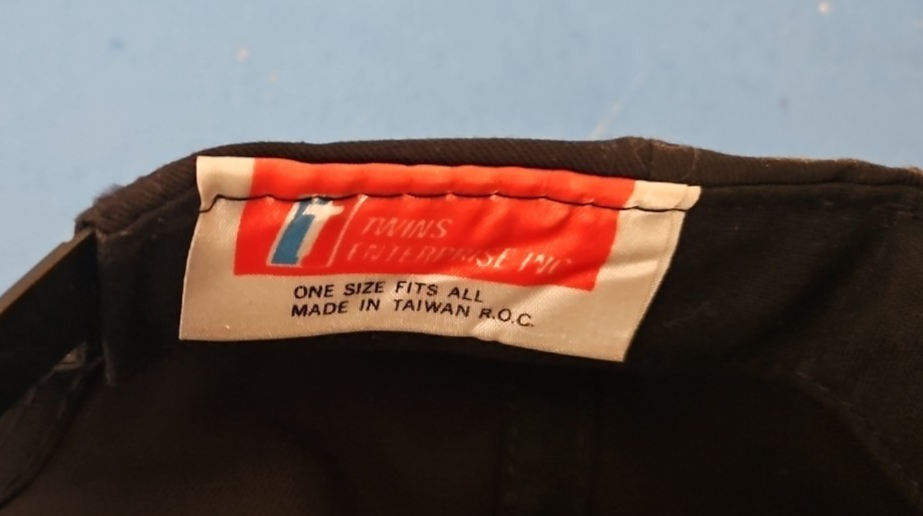 T
TWINS
ENTERPRISE INC
ONE SIZE FITS ALL
MADE IN TAIWAN R.O.C.